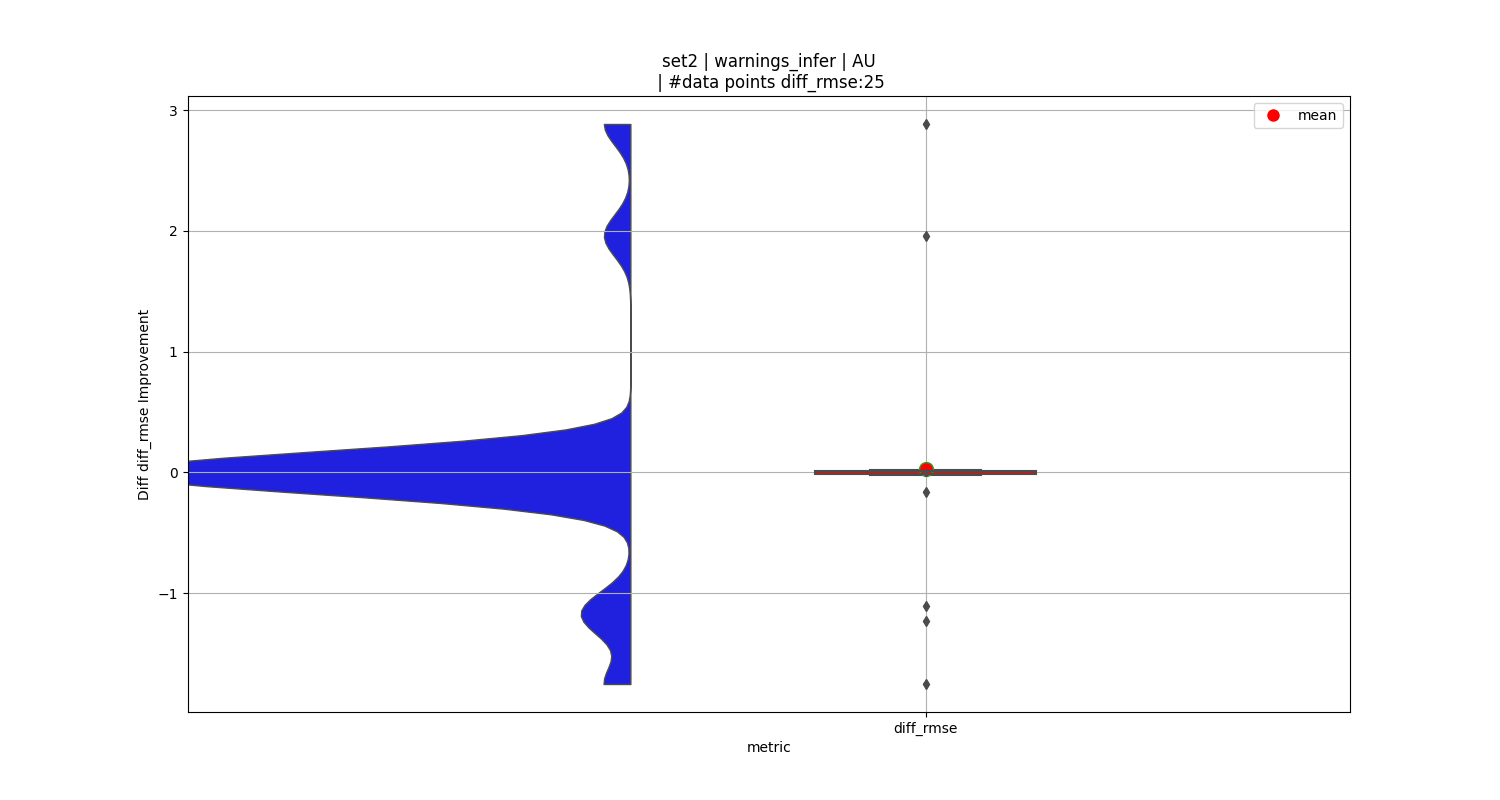 set2 | warnings_infer | AU
| #data points diff_rmse:25
mean
3
2
1
0
−1
Diff diff_rmse Improvement
diff_rmse
metric